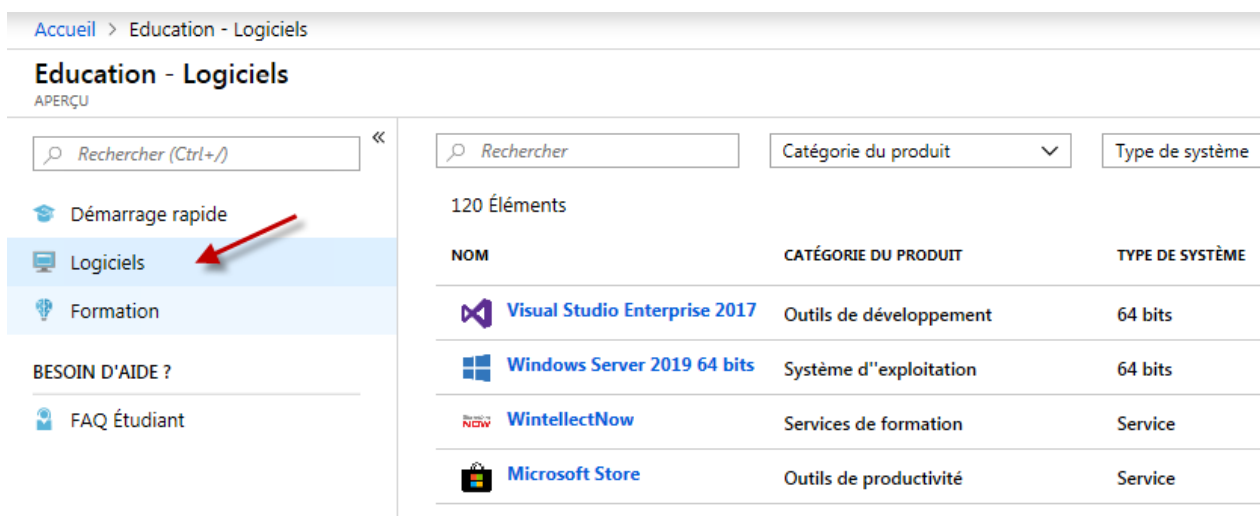 Accueil > Education - Logiciels
Education - Logiciels
APERÇU
Rechercher (Ctrl+/)
«
Démarrage rapide
Logiciels
Formation
BESOIN D'AIDE ?
FAQ Étudiant
Rechercher
Catégorie du produit
Type de système
120 Éléments
NOM CATÉGORIE DU PRODUIT TYPE DE SYSTÈME
Visual Studio Enterprise 2017 Outils de développement 64 bits
Windows Server 2019 64 bits Système d''exploitation 64 bits
NOW WintellectNow Services de formation Service
Microsoft Store Outils de productivité Service